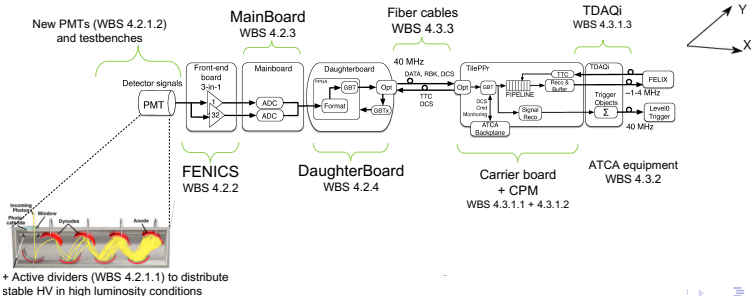 New PMTs (WBS 4.2.1.2)
and testbenches
MainBoard
WBS 4.2.3
Fiber cables
WBS 4.3.3
TDAQi
WBS 4.3.1.3
Y
X
Detector signals
PMT
Front-end
board
3-in-1
1
32
Mainboard
ADC
ADC
Daughterboard
FPGA
GBT
Format
Opt
GBTx
40 MHz
DATA, RBK, DCS
TTC
DCS
TilePPr
Opt
GBT
PIPELINE
TTC
Reco &
Buffer
DCS
Cmd
Monitoring
Signal
Reco
ATCA
Backplane
TDAQi
Trigger
Objects
Σ
FELIX
~1-4 MHz
Level0
Trigger
40 MHz
FENICS
WBS 4.2.2
DaughterBoard
WBS 4.2.4
Carrier board
+ CPM
WBS 4.3.1.1 + 4.3.1.2
ATCA equipment
WBS 4.3.2
Incoming
Photon
Window
Photo
cathode
Dynodes
Anode
+ Active dividers (WBS 4.2.1.1) to distribute
stable HV in high luminosity conditions